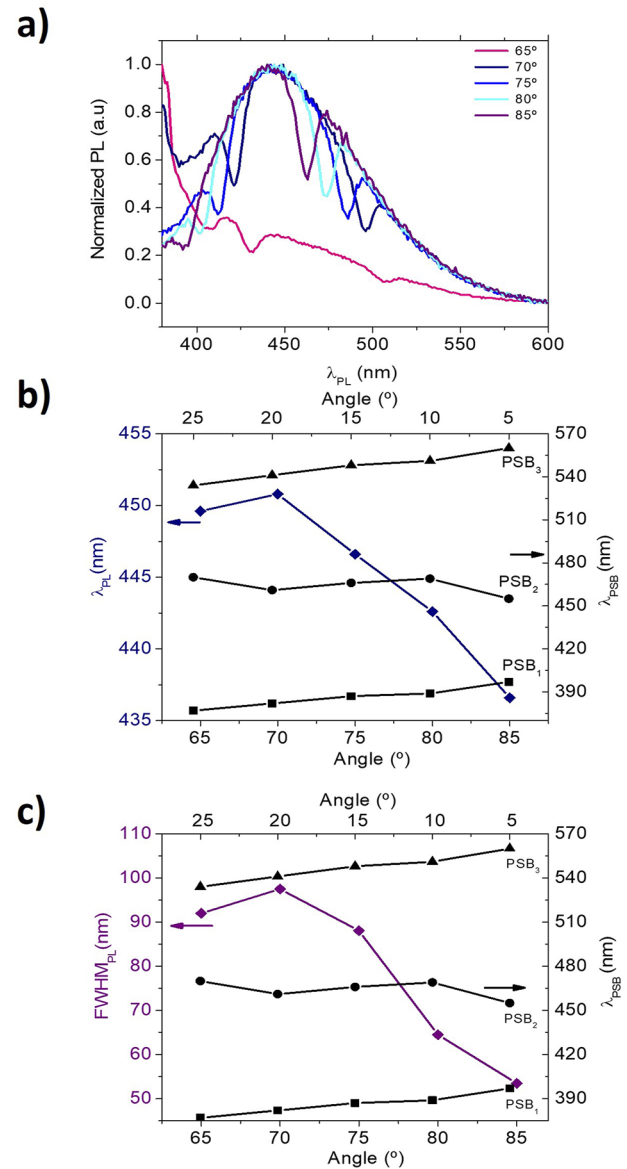 a)
Normalized PL (a.u)
1.0
0.8
0.6
0.4
0.2
0.0
400
450
500
550
600
λPL (nm)
65º
70º
75º
80º
85º
b)
Angle (º)
25
20
15
10
5
λPL(nm)
455
450
445
440
435
PSB3
PSB2
PSB1
570
540
510
480
450
420
390
λPSB (nm)
65
70
75
80
85
Angle (º)
c)
Angle (º)
25
20
15
10
5
FWHMPL(nm)
110
100
90
80
70
60
50
PSB3
PSB2
PSB1
570
540
510
480
450
420
390
λPSB (nm)
65
70
75
80
85
Angle (º)